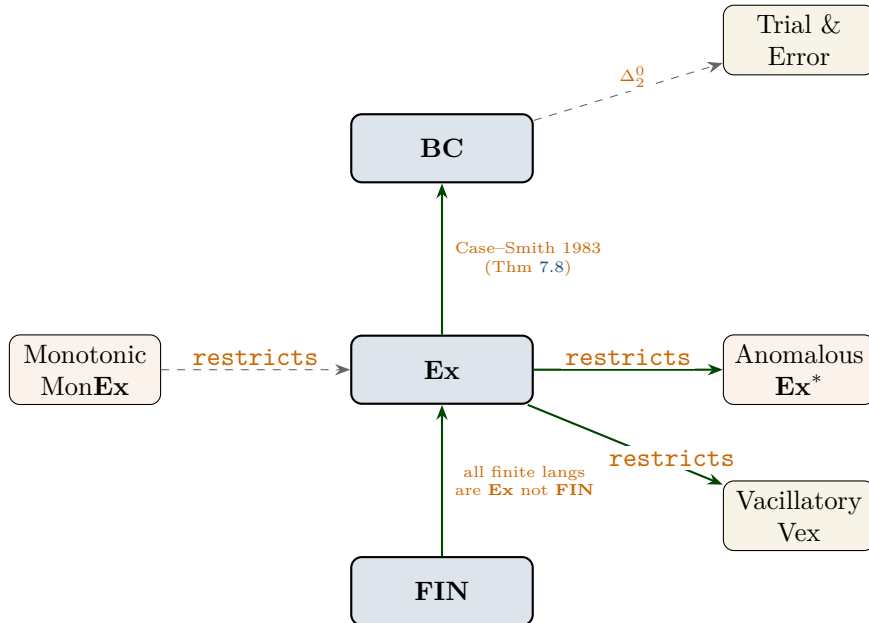 Trial &
Error
Δ⁰₂
BC
Case–Smith 1983
(Thm 7.8)
Monotonic
MonEx
restricts
Ex
restricts
Anomalous
Ex*
restricts
all finite langs
are Ex not FIN
Vacillatory
Vex
FIN